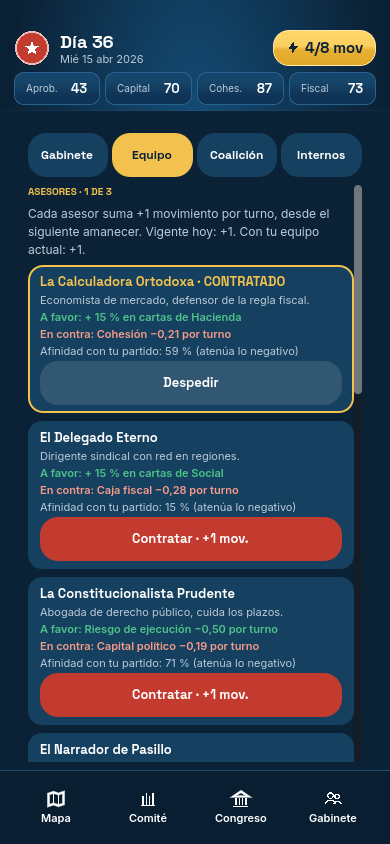 Día 36
Mié 15 abr 2026
4/8 mov
Aprob. 43
Capital 70
Cohes. 87
Fiscal 73
Gabinete
Equipo
Coalición
Internos
ASESORES · 1 DE 3
Cada asesor suma +1 movimiento por turno, desde el
siguiente amanecer. Vigente hoy: +1. Con tu equipo
actual: +1.
La Calculadora Ortodoxa · CONTRATADO
Economista de mercado, defensor de la regla fiscal.
A favor: + 15 % en cartas de Hacienda
En contra: Cohesión −0,21 por turno
Afinidad con tu partido: 59 % (atenúa lo negativo)
Despedir
El Delegado Eterno
Dirigente sindical con red en regiones.
A favor: + 15 % en cartas de Social
En contra: Caja fiscal −0,28 por turno
Afinidad con tu partido: 15 % (atenúa lo negativo)
Contratar · +1 mov.
La Constitucionalista Prudente
Abogada de derecho público, cuida los plazos.
A favor: Riesgo de ejecución −0,50 por turno
En contra: Capital político −0,19 por turno
Afinidad con tu partido: 71 % (atenúa lo negativo)
Contratar · +1 mov.
El Narrador de Pasillo
Mapa
Comité
Congreso
Gabinete